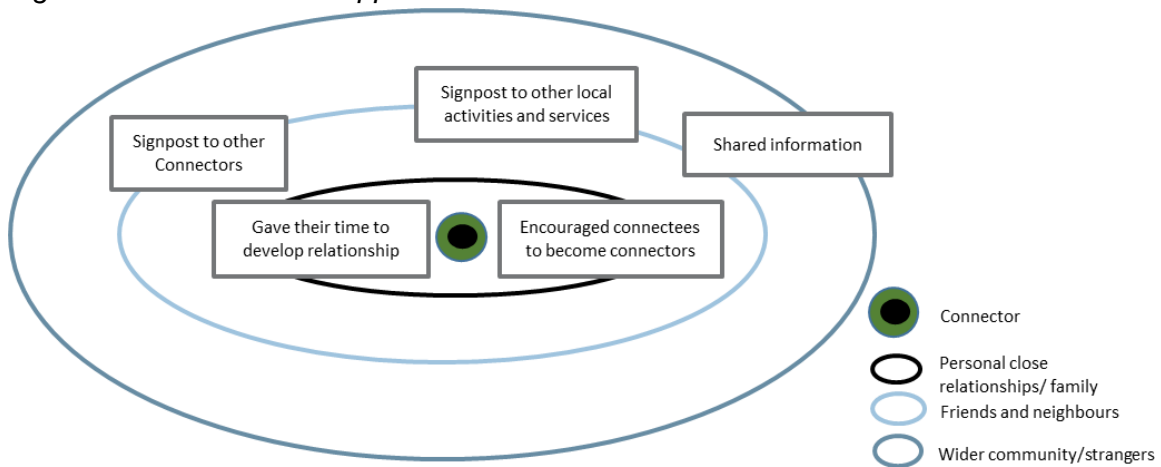 Signpost to other local
activities and services
Signpost to other
Connectors
Shared information
Gave their time to
develop relationship
Encouraged connectees
to become connectors
Connector
Personal close
relationships/ family
Friends and neighbours
Wider community/strangers